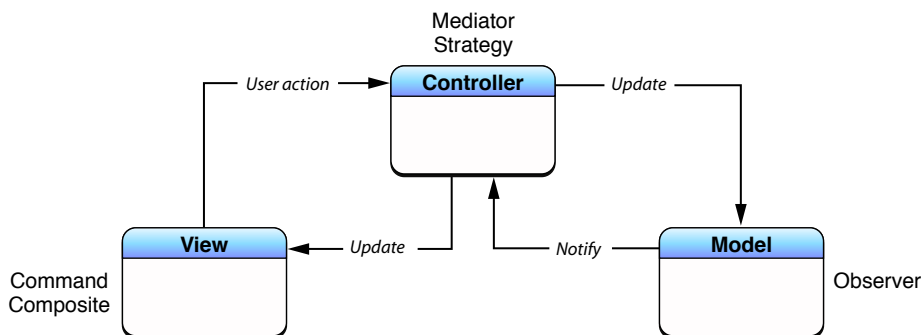 Mediator
Strategy
Controller
User action
Update
View
Update
Notify
Model
Command
Composite
Observer